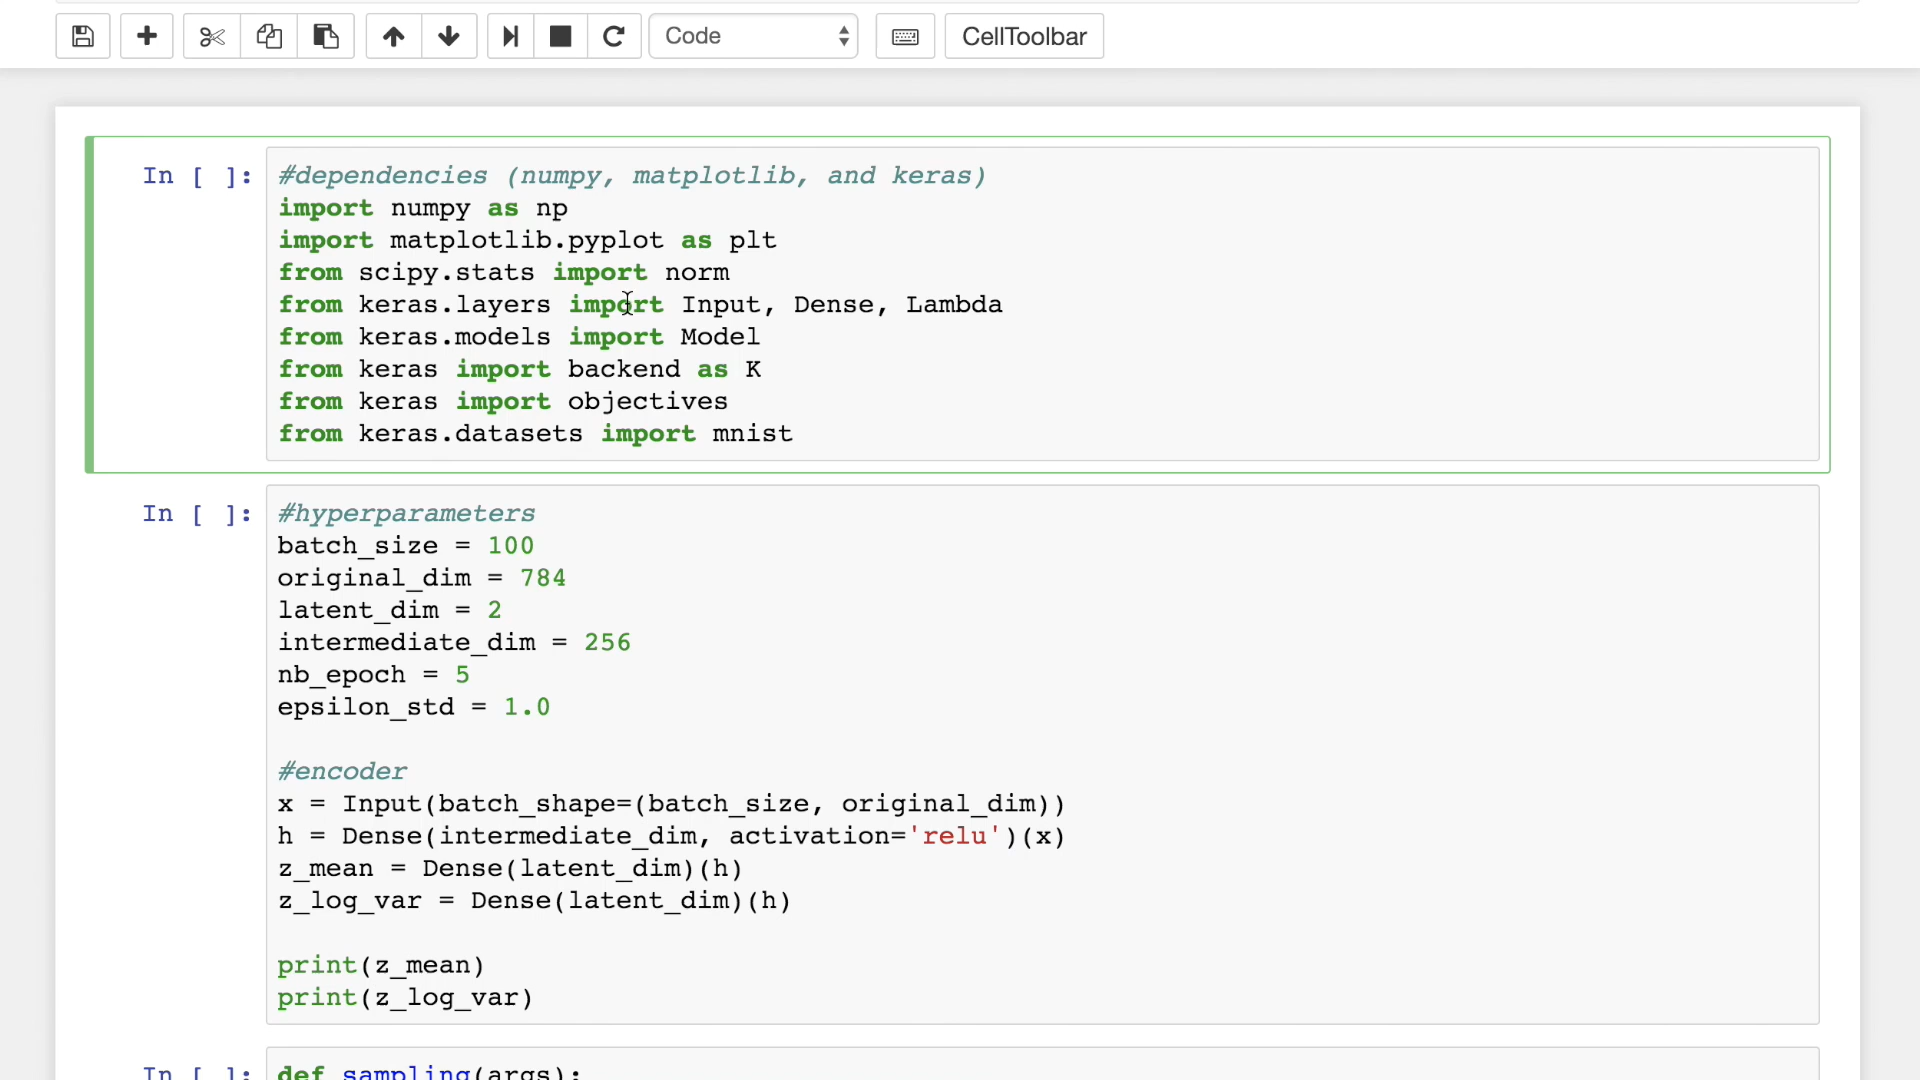 Code CellToolbar
In [ ]: #dependencies (numpy, matplotlib, and keras)
import numpy as np
import matplotlib.pyplot as plt
from scipy.stats import norm
from keras.layers import Input, Dense, Lambda
from keras.models import Model
from keras import backend as K
from keras import objectives
from keras.datasets import mnist
In [ ]: #hyperparameters
batch_size = 100
original_dim = 784
latent_dim = 2
intermediate_dim = 256
nb_epoch = 5
epsilon_std = 1.0
#encoder
x = Input(batch_shape=(batch_size, original_dim))
h = Dense(intermediate_dim, activation='relu')(x)
z_mean = Dense(latent_dim)(h)
z_log_var = Dense(latent_dim)(h)
print(z_mean)
print(z_log_var)
In [ ]: def sampling(args):